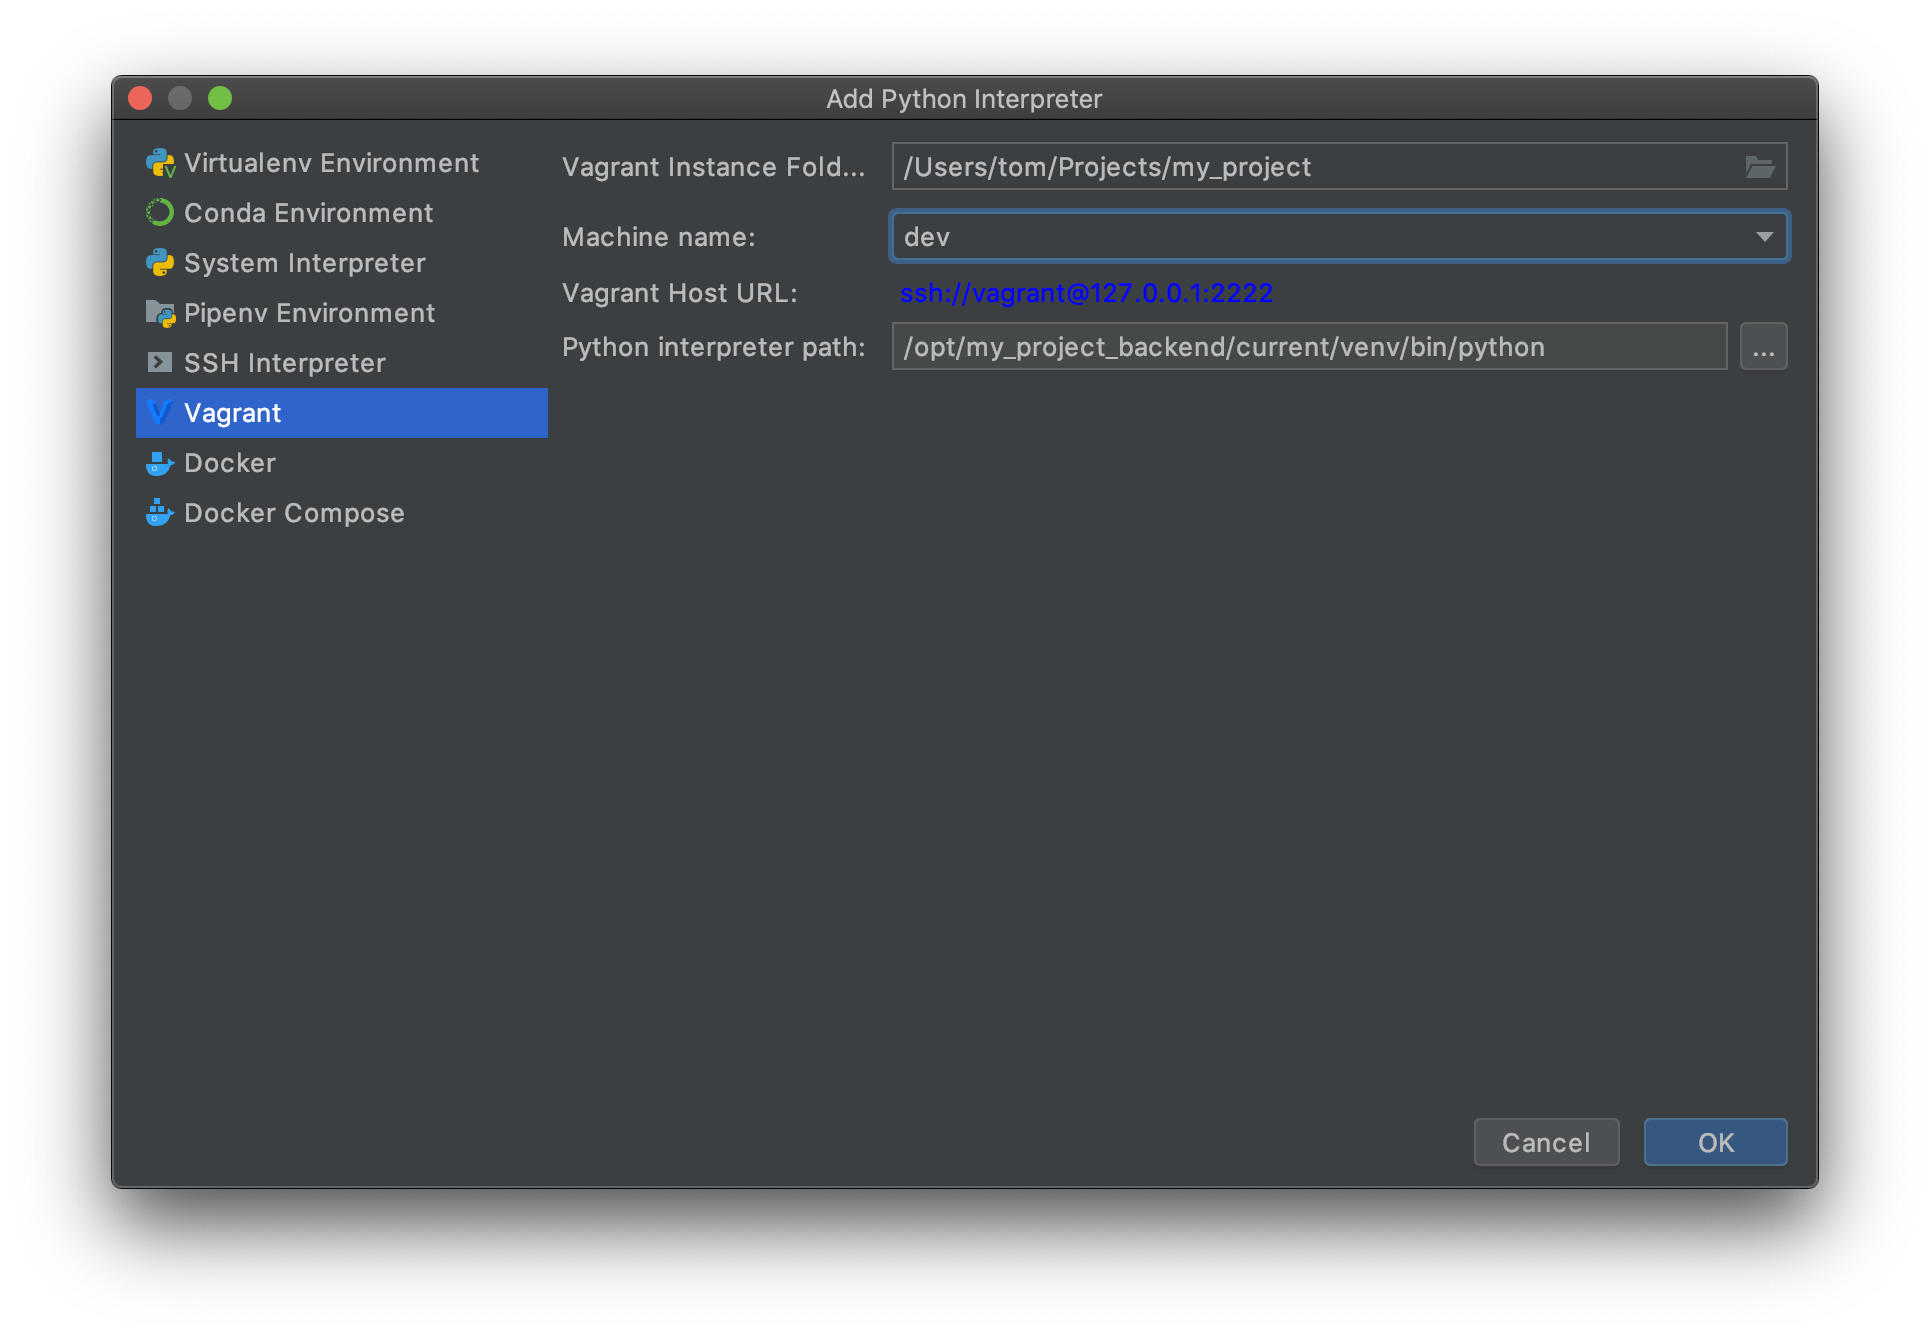 Add Python Interpreter
Virtualenv Environment
Conda Environment
System Interpreter
Pipenv Environment
SSH Interpreter
Vagrant
Docker
Docker Compose
Vagrant Instance Fold... /Users/tom/Projects/my_project
Machine name: dev
Vagrant Host URL: ssh://vagrant@127.0.0.1:2222
Python interpreter path: /opt/my_project_backend/current/venv/bin/python ...
Cancel OK